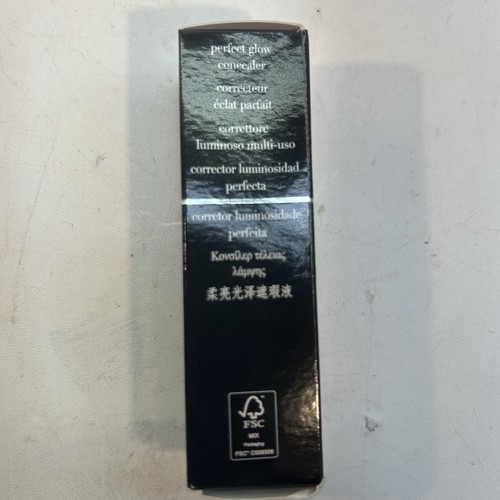 perfect glow
concealer
correcteur
éclat parfait
correttore
luminoso multi-uso
corrector luminosidad
perfecta
corretor luminosidade
perfeita
Κονσίλερ τέλειας
λάμψης
柔亮光泽遮瑕液
FSC
MIX
Packaging